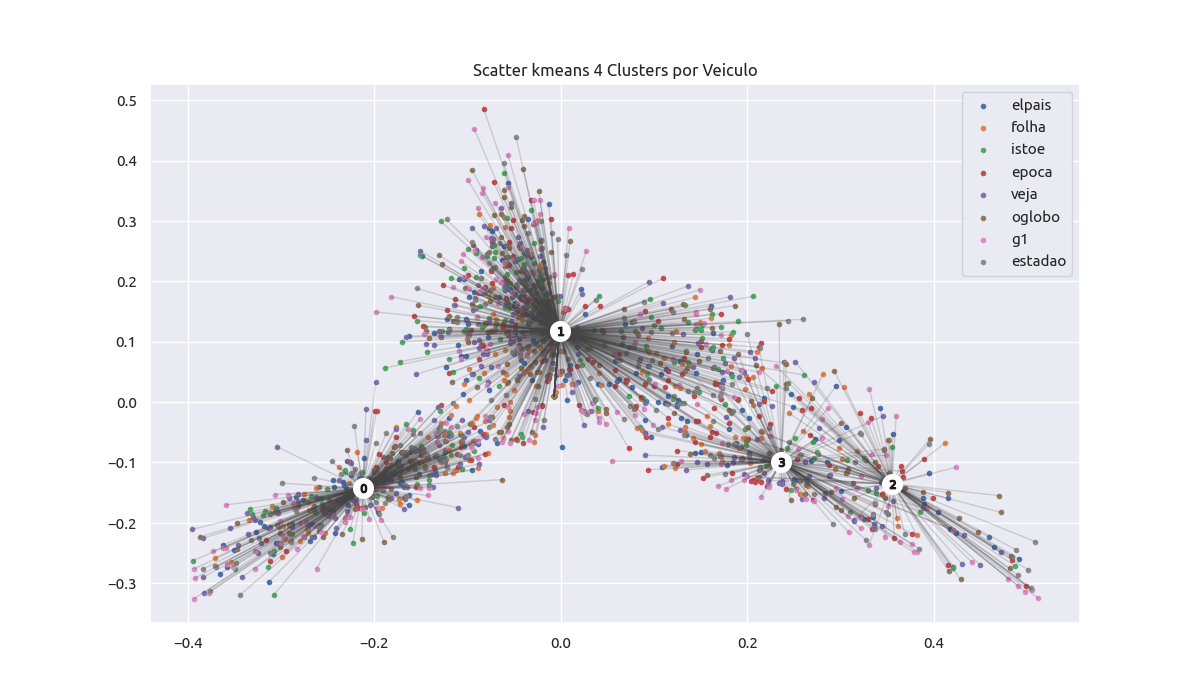 Scatter kmeans 4 Clusters por Veiculo
0.5
0.4
0.3
0.2
0.1
0.0
−0.1
−0.2
−0.3
elpais
folha
istoe
epoca
veja
oglobo
g1
estadao
1
3
2
0
−0.4 −0.2 0.0 0.2 0.4